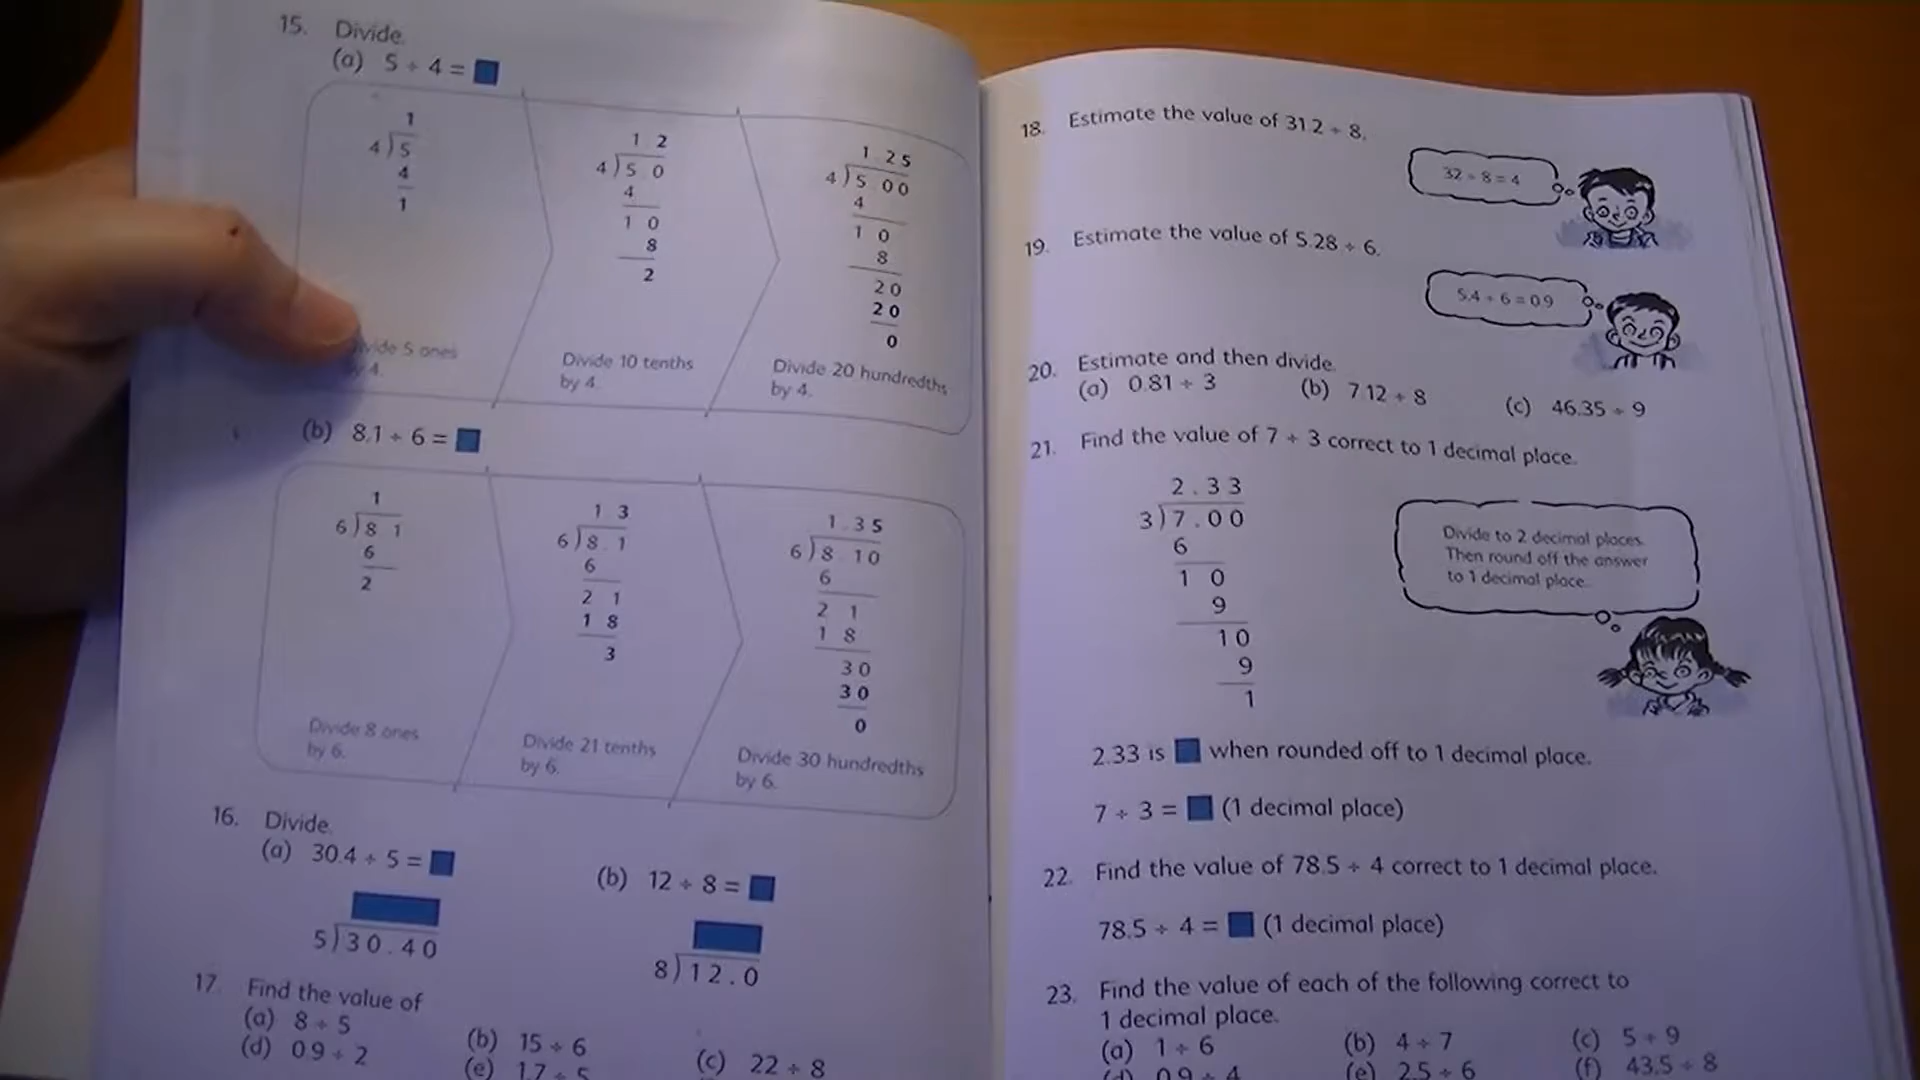 15. Divide.
(a) 5 ÷ 4 =
1
4)5
4
1
1 2
4)5 0
4
1 0
8
2
1 25
4)5 00
4
1 0
8
20
20
0
5 ones
Divide 10 tenths
by 4.
Divide 20 hundredths
by 4.
(b) 8.1 ÷ 6 =
1
6)8 1
6
2
1 3
6)8.1
6
2 1
1 8
3
1.35
6)8.10
6
2 1
1 8
30
30
0
Divide 8 ones
by 6.
Divide 21 tenths
by 6.
Divide 30 hundredths
by 6.
16. Divide.
(a) 30.4 ÷ 5 =
5)30.40
(b) 12 ÷ 8 =
8)12.0
17. Find the value of
(a) 8 ÷ 5
(b) 15 ÷ 6
(c) 22 ÷ 8
(d) 0.9 ÷ 2
(e) 1.7 ÷ 5
18. Estimate the value of 31.2 ÷ 8.
32 ÷ 8 = 4
19. Estimate the value of 5.28 ÷ 6.
5.4 ÷ 6 = 0.9
20. Estimate and then divide.
(a) 0.81 ÷ 3
(b) 7.12 ÷ 8
(c) 46.35 ÷ 9
21. Find the value of 7 ÷ 3 correct to 1 decimal place.
2.33
3)7.00
6
1 0
9
10
9
1
Divide to 2 decimal places.
Then round off the answer
to 1 decimal place.
2.33 is when rounded off to 1 decimal place.
7 ÷ 3 = (1 decimal place)
22. Find the value of 78.5 ÷ 4 correct to 1 decimal place.
78.5 ÷ 4 = (1 decimal place)
23. Find the value of each of the following correct to
1 decimal place.
(a) 1 ÷ 6
(b) 4 ÷ 7
(c) 5 ÷ 9
(d) 0.9 ÷ 4
(e) 2.5 ÷ 6
(f) 43.5 ÷ 8